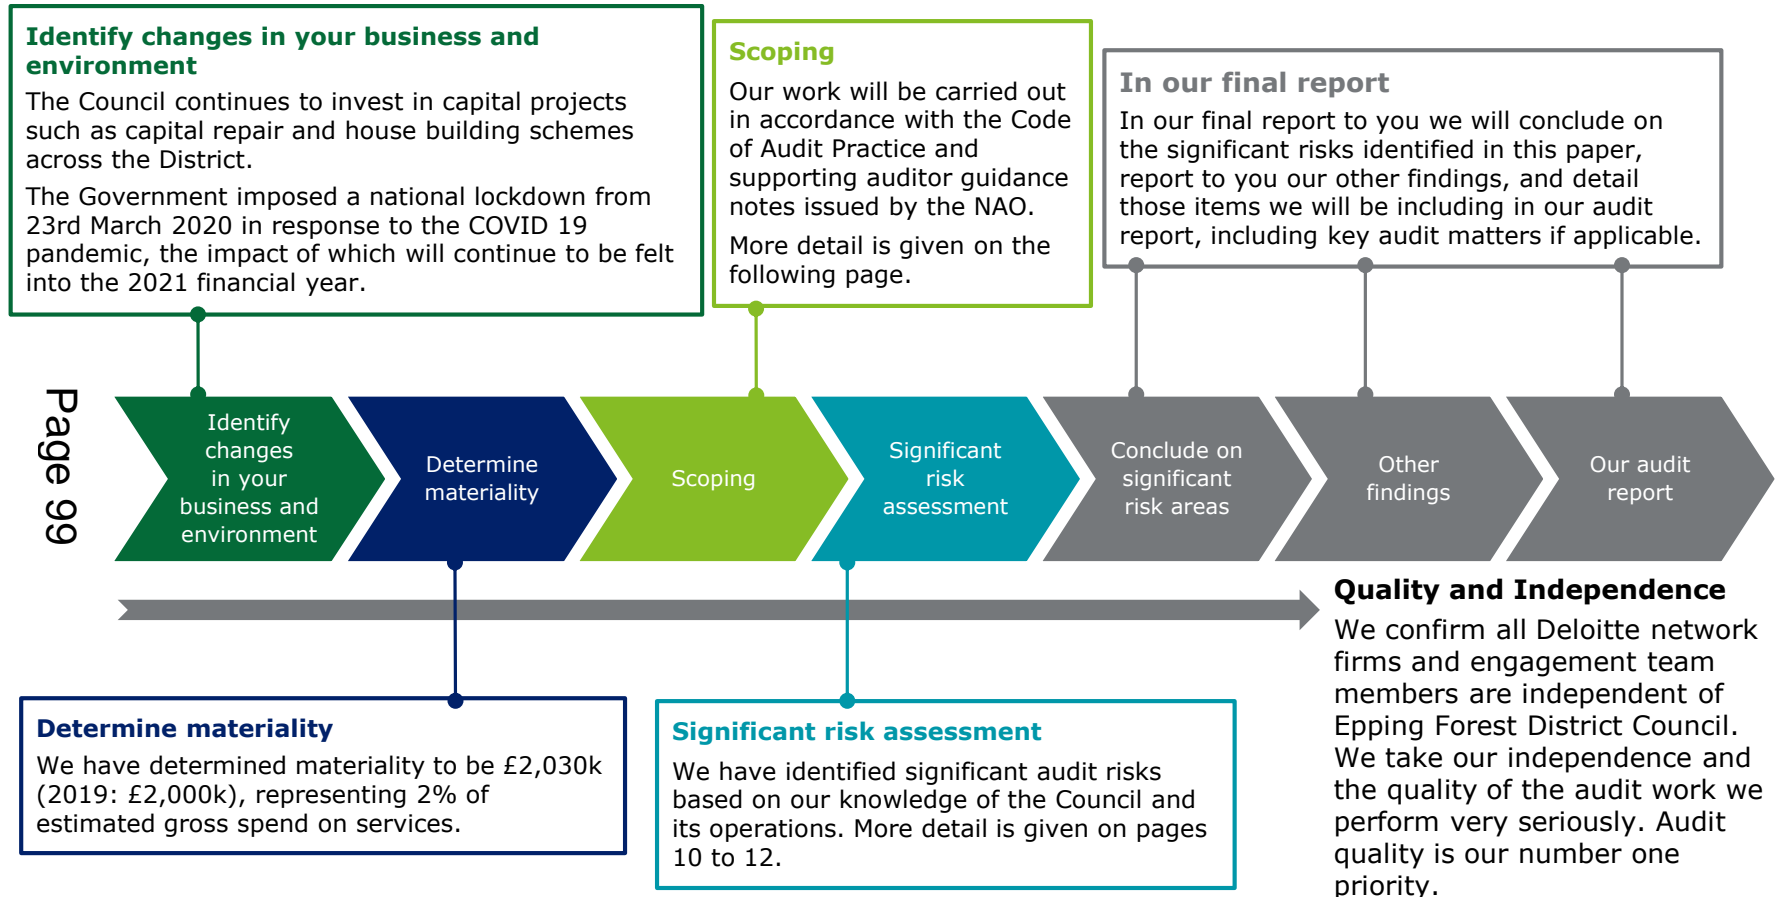 Identify changes in your business and
environment
The Council continues to invest in capital projects
such as capital repair and house building schemes
across the District.
The Government imposed a national lockdown from
23rd March 2020 in response to the COVID 19
pandemic, the impact of which will continue to be felt
into the 2021 financial year.
Scoping
Our work will be carried out
in accordance with the Code
of Audit Practice and
supporting auditor guidance
notes issued by the NAO.
More detail is given on the
following page.
In our final report
In our final report to you we will conclude on
the significant risks identified in this paper,
report to you our other findings, and detail
those items we will be including in our audit
report, including key audit matters if applicable.
Page 99
Identify
changes
in your
business and
environment
Determine
materiality
Scoping
Significant
risk
assessment
Conclude on
significant
risk areas
Other
findings
Our audit
report
Determine materiality
We have determined materiality to be £2,030k
(2019: £2,000k), representing 2% of
estimated gross spend on services.
Significant risk assessment
We have identified significant audit risks
based on our knowledge of the Council and
its operations. More detail is given on pages
10 to 12.
Quality and Independence
We confirm all Deloitte network
firms and engagement team
members are independent of
Epping Forest District Council.
We take our independence and
the quality of the audit work we
perform very seriously. Audit
quality is our number one
priority.